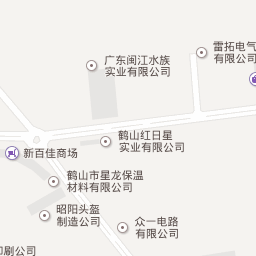 雷拓电气
有限公司
广东闽江水族
实业有限公司
鹤山红日星
实业有限公司
新百佳商场
鹤山市星龙保温
材料有限公司
昭阳头盔
制造公司
众一电路
有限公司
印刷公司